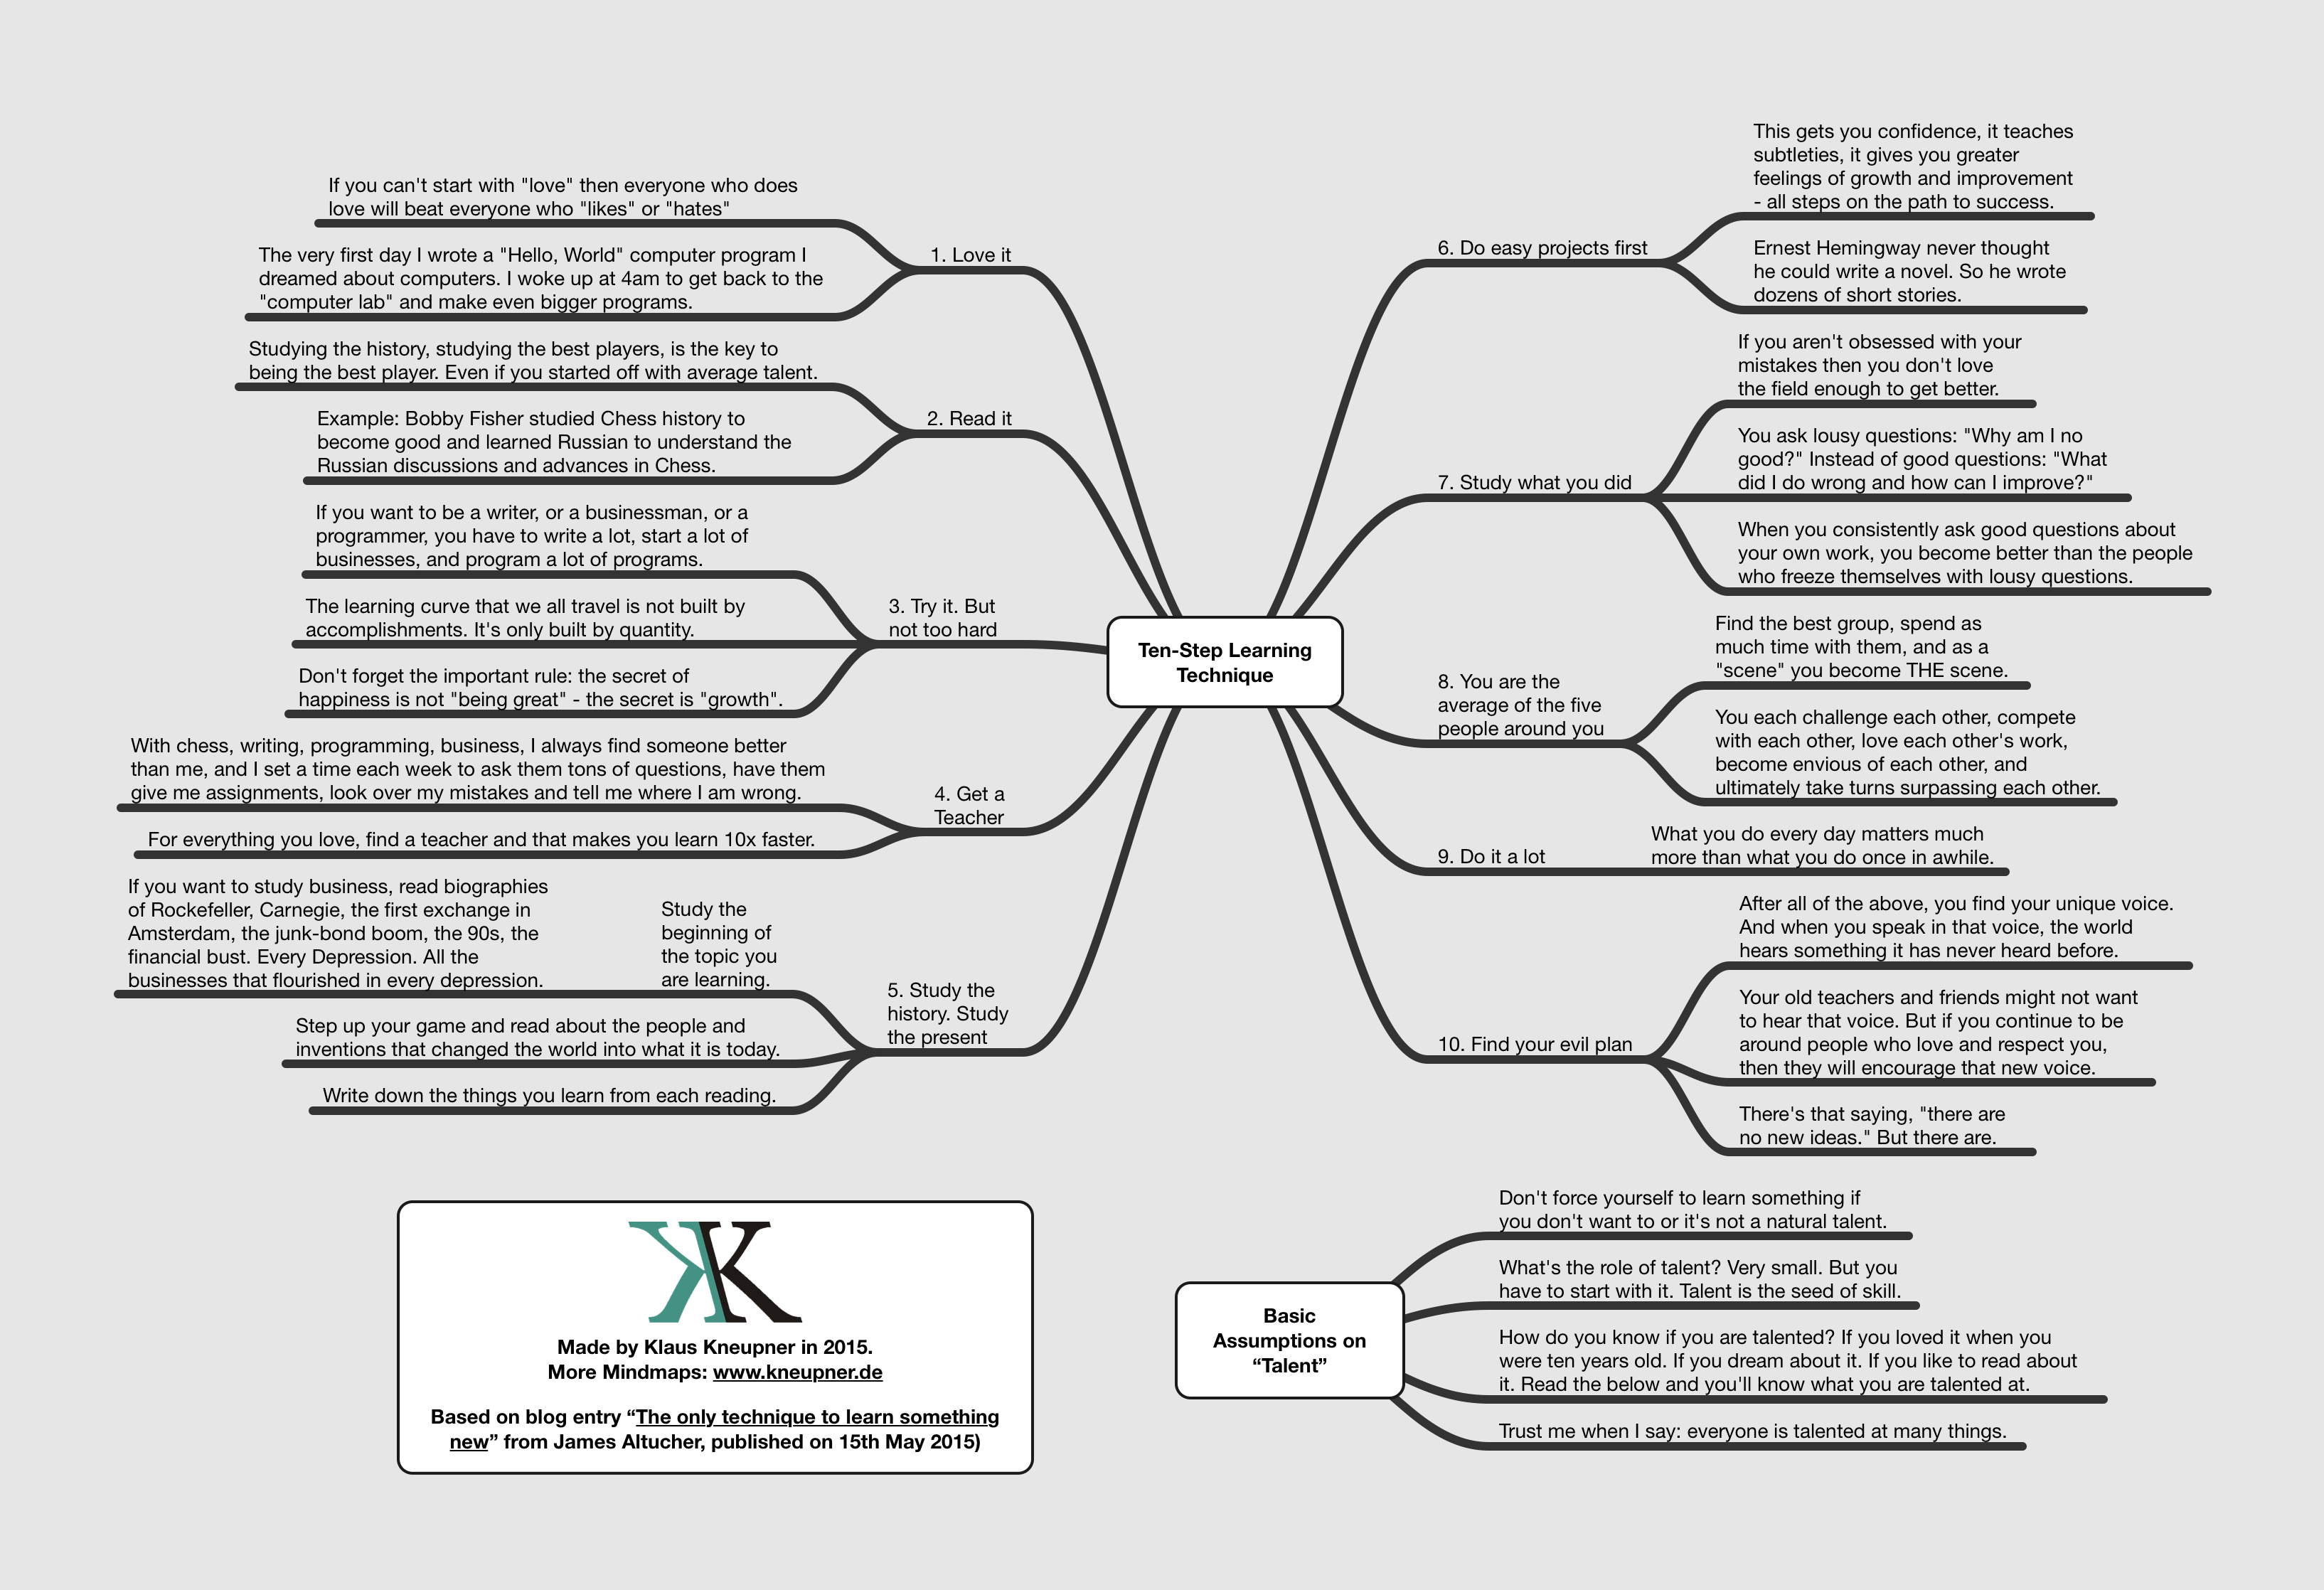 Ten-Step Learning
Technique
1. Love it
If you can't start with "love" then everyone who does
love will beat everyone who "likes" or "hates"
The very first day I wrote a "Hello, World" computer program I
dreamed about computers. I woke up at 4am to get back to the
"computer lab" and make even bigger programs.
2. Read it
Studying the history, studying the best players, is the key to
being the best player. Even if you started off with average talent.
Example: Bobby Fisher studied Chess history to
become good and learned Russian to understand the
Russian discussions and advances in Chess.
3. Try it. But
not too hard
If you want to be a writer, or a businessman, or a
programmer, you have to write a lot, start a lot of
businesses, and program a lot of programs.
The learning curve that we all travel is not built by
accomplishments. It's only built by quantity.
Don't forget the important rule: the secret of
happiness is not "being great" - the secret is "growth".
4. Get a
Teacher
With chess, writing, programming, business, I always find someone better
than me, and I set a time each week to ask them tons of questions, have them
give me assignments, look over my mistakes and tell me where I am wrong.
For everything you love, find a teacher and that makes you learn 10x faster.
5. Study the
history. Study
the present
Study the
beginning of
the topic you
are learning.
If you want to study business, read biographies
of Rockefeller, Carnegie, the first exchange in
Amsterdam, the junk-bond boom, the 90s, the
financial bust. Every Depression. All the
businesses that flourished in every depression.
Step up your game and read about the people and
inventions that changed the world into what it is today.
Write down the things you learn from each reading.
6. Do easy projects first
This gets you confidence, it teaches
subtleties, it gives you greater
feelings of growth and improvement
- all steps on the path to success.
Ernest Hemingway never thought
he could write a novel. So he wrote
dozens of short stories.
7. Study what you did
If you aren't obsessed with your
mistakes then you don't love
the field enough to get better.
You ask lousy questions: "Why am I no
good?" Instead of good questions: "What
did I do wrong and how can I improve?"
When you consistently ask good questions about
your own work, you become better than the people
who freeze themselves with lousy questions.
8. You are the
average of the five
people around you
Find the best group, spend as
much time with them, and as a
"scene" you become THE scene.
You each challenge each other, compete
with each other, love each other's work,
become envious of each other, and
ultimately take turns surpassing each other.
9. Do it a lot
What you do every day matters much
more than what you do once in awhile.
10. Find your evil plan
After all of the above, you find your unique voice.
And when you speak in that voice, the world
hears something it has never heard before.
Your old teachers and friends might not want
to hear that voice. But if you continue to be
around people who love and respect you,
then they will encourage that new voice.
There's that saying, "there are
no new ideas." But there are.
KK
Made by Klaus Kneupner in 2015.
More Mindmaps: www.kneupner.de
Based on blog entry “The only technique to learn something
new” from James Altucher, published on 15th May 2015)
Basic
Assumptions on
“Talent”
Don't force yourself to learn something if
you don't want to or it's not a natural talent.
What's the role of talent? Very small. But you
have to start with it. Talent is the seed of skill.
How do you know if you are talented? If you loved it when you
were ten years old. If you dream about it. If you like to read about
it. Read the below and you'll know what you are talented at.
Trust me when I say: everyone is talented at many things.